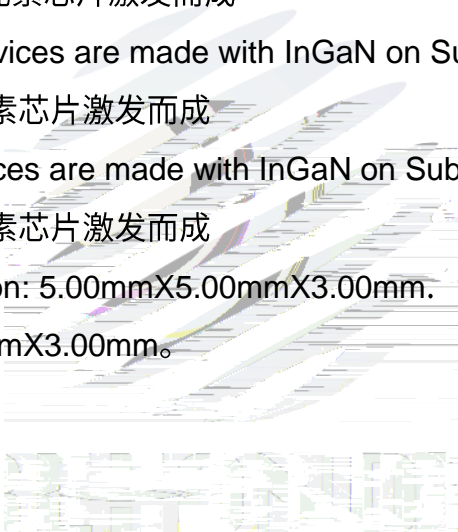 素芯片激发而成
vices are made with InGaN on Su
素芯片激发而成
ces are made with InGaN on Sub
素芯片激发而成
on: 5.00mmX5.00mmX3.00mm.
mX3.00mm。